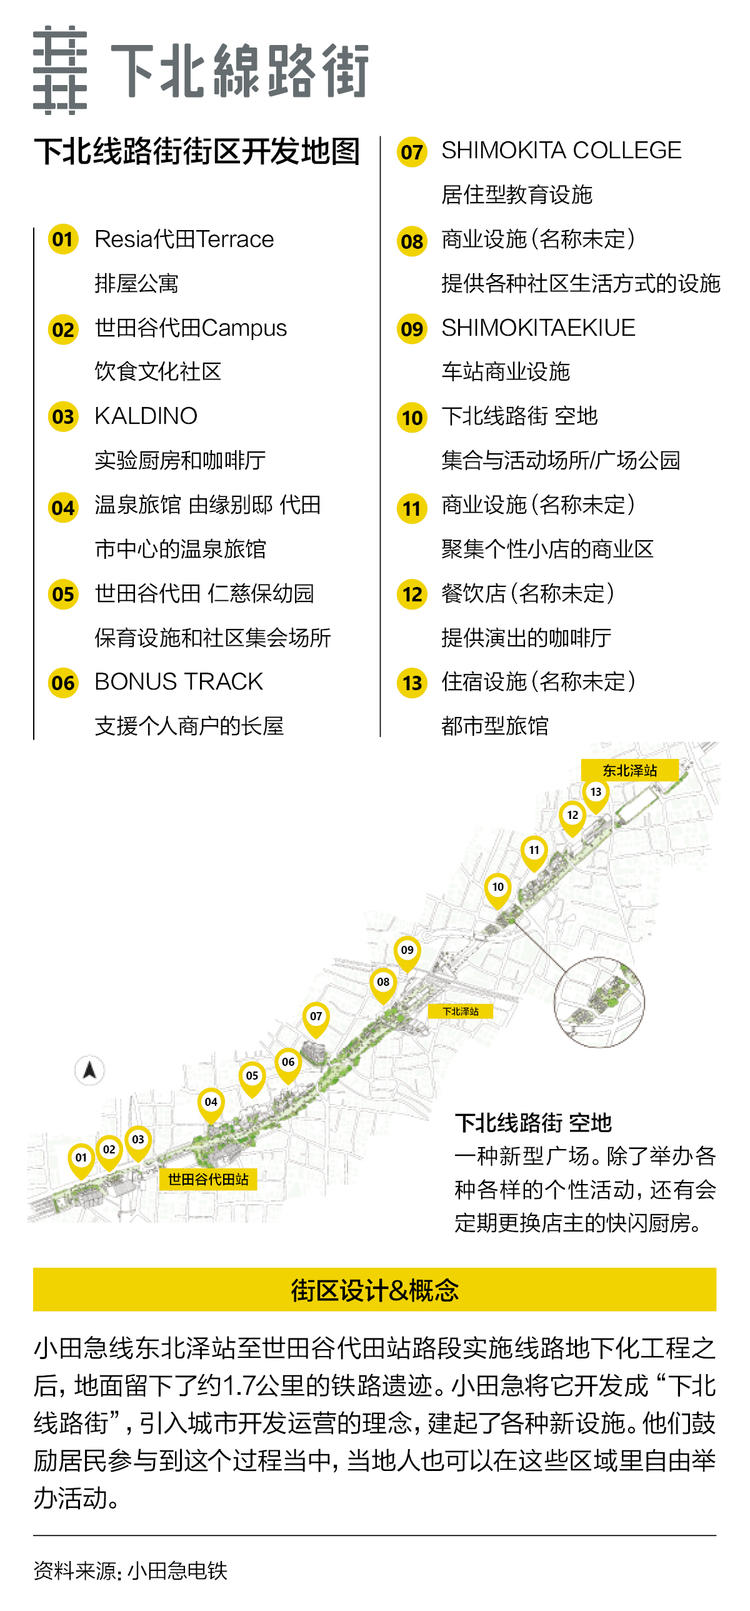 下北線路街
下北线路街街区开发地图
01 Resia代田Terrace
排屋公寓
02 世田谷代田Campus
饮食文化社区
03 KALDINO
实验厨房和咖啡厅
04 温泉旅馆 由缘别邸 代田
市中心的温泉旅馆
05 世田谷代田 仁慈保幼园
保育设施和社区集会场所
06 BONUS TRACK
支援个人商户的长屋
07 SHIMOKITA COLLEGE
居住型教育设施
08 商业设施（名称未定）
提供各种社区生活方式的设施
09 SHIMOKITAEKIUE
车站商业设施
10 下北线路街 空地
集合与活动场所/广场公园
11 商业设施（名称未定）
聚集个性小店的商业区
12 餐饮店（名称未定）
提供演出的咖啡厅
13 住宿设施（名称未定）
都市型旅馆
东北泽站
13
12
11
10
09
08
下北泽站
07
06
05
04
03
02
01
世田谷代田站
下北线路街 空地
一种新型广场。除了举办各
种各样的个性活动，还有会
定期更换店主的快闪厨房。
街区设计&概念
小田急线东北泽站至世田谷代田站路段实施线路地下化工程之
后，地面留下了约1.7公里的铁路遗迹。小田急将它开发成“下北
线路街”，引入城市开发运营的理念，建起了各种新设施。他们鼓
励居民参与到这个过程当中，当地人也可以在这些区域里自由举
办活动。
资料来源：小田急电铁